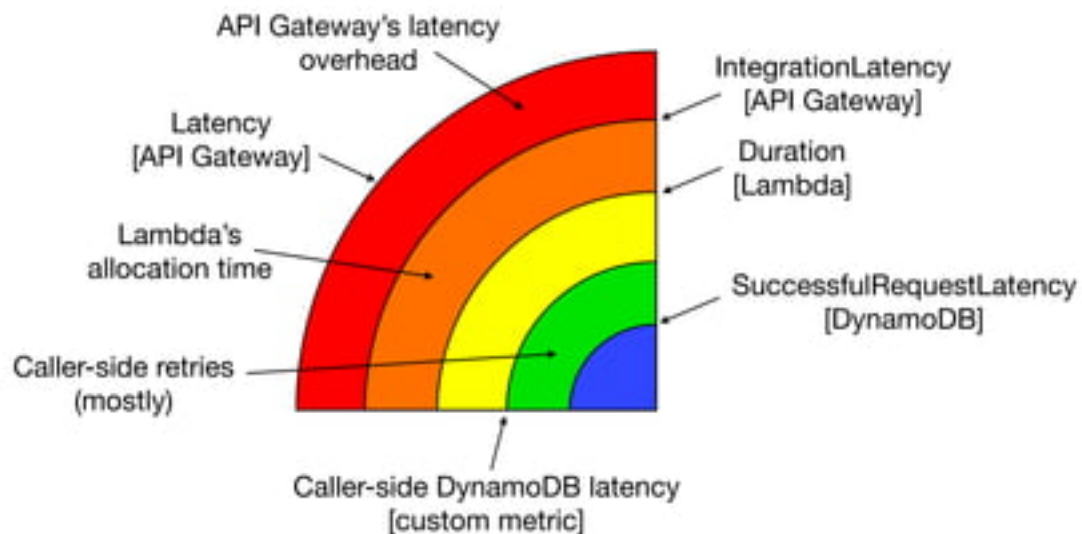 API Gateway's latency
overhead
IntegrationLatency
[API Gateway]
Latency
[API Gateway]
Duration
[Lambda]
Lambda's
allocation time
SuccessfulRequestLatency
[DynamoDB]
Caller-side retries
(mostly)
Caller-side DynamoDB latency
[custom metric]